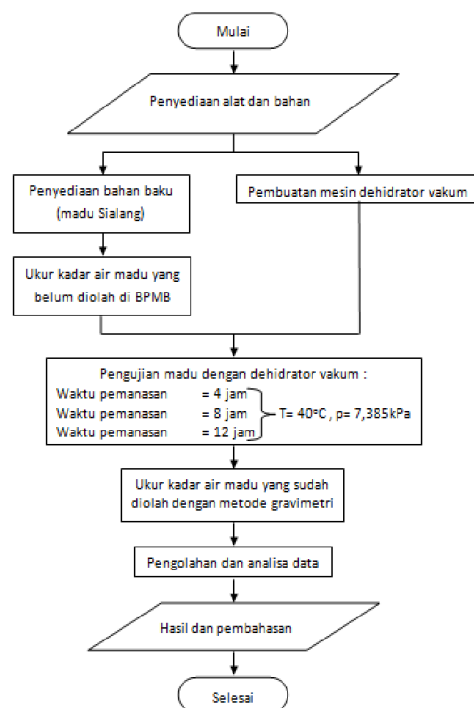 Mulai
Penyediaan alat dan bahan
Penyediaan bahan baku
(madu Sialang)
Pembuatan mesin dehidrator vakum
Ukur kadar air madu yang
belum diolah di BPMB
Pengujian madu dengan dehidrator vakum :
Waktu pemanasan = 4 jam
Waktu pemanasan = 8 jam
T= 40°C , p= 7,385kPa
Waktu pemanasan = 12 jam
Ukur kadar air madu yang sudah
diolah dengan metode gravimetri
Pengolahan dan analisa data
Hasil dan pembahasan
Selesai